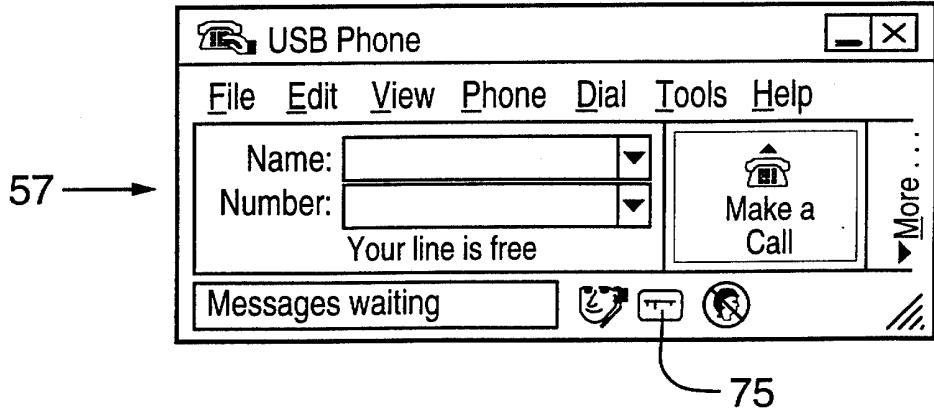 USB Phone
File Edit View Phone Dial Tools Help
Name:
Number:
Your line is free
Make a
Call
More . . .
Messages waiting
57
75